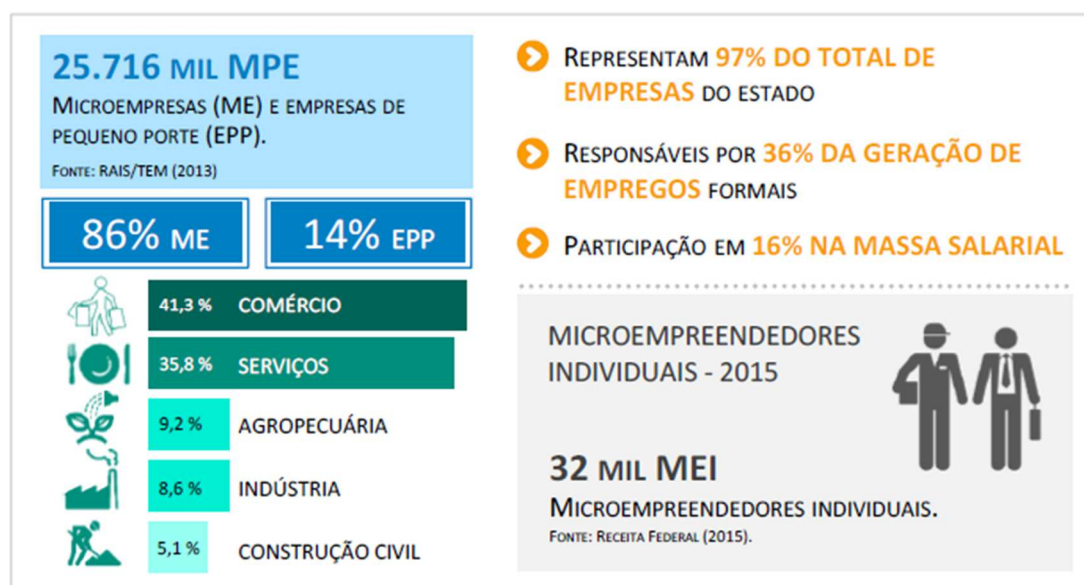 25.716 MIL MPE
MICROEMPRESAS (ME) E EMPRESAS DE
PEQUENO PORTE (EPP).
FONTE: RAIS/TEM (2013)
86% ME
14% EPP
41,3 % COMÉRCIO
35,8 % SERVIÇOS
9,2 % AGROPECUÁRIA
8,6 % INDÚSTRIA
5,1 % CONSTRUÇÃO CIVIL
REPRESENTAM 97% DO TOTAL DE
EMPRESAS DO ESTADO
RESPONSÁVEIS POR 36% DA GERAÇÃO DE
EMPREGOS FORMAIS
PARTICIPAÇÃO EM 16% NA MASSA SALARIAL
MICROEMPREENDEDORES
INDIVIDUAIS - 2015
32 MIL MEI
MICROEMPREENDEDORES INDIVIDUAIS.
FONTE: RECEITA FEDERAL (2015).